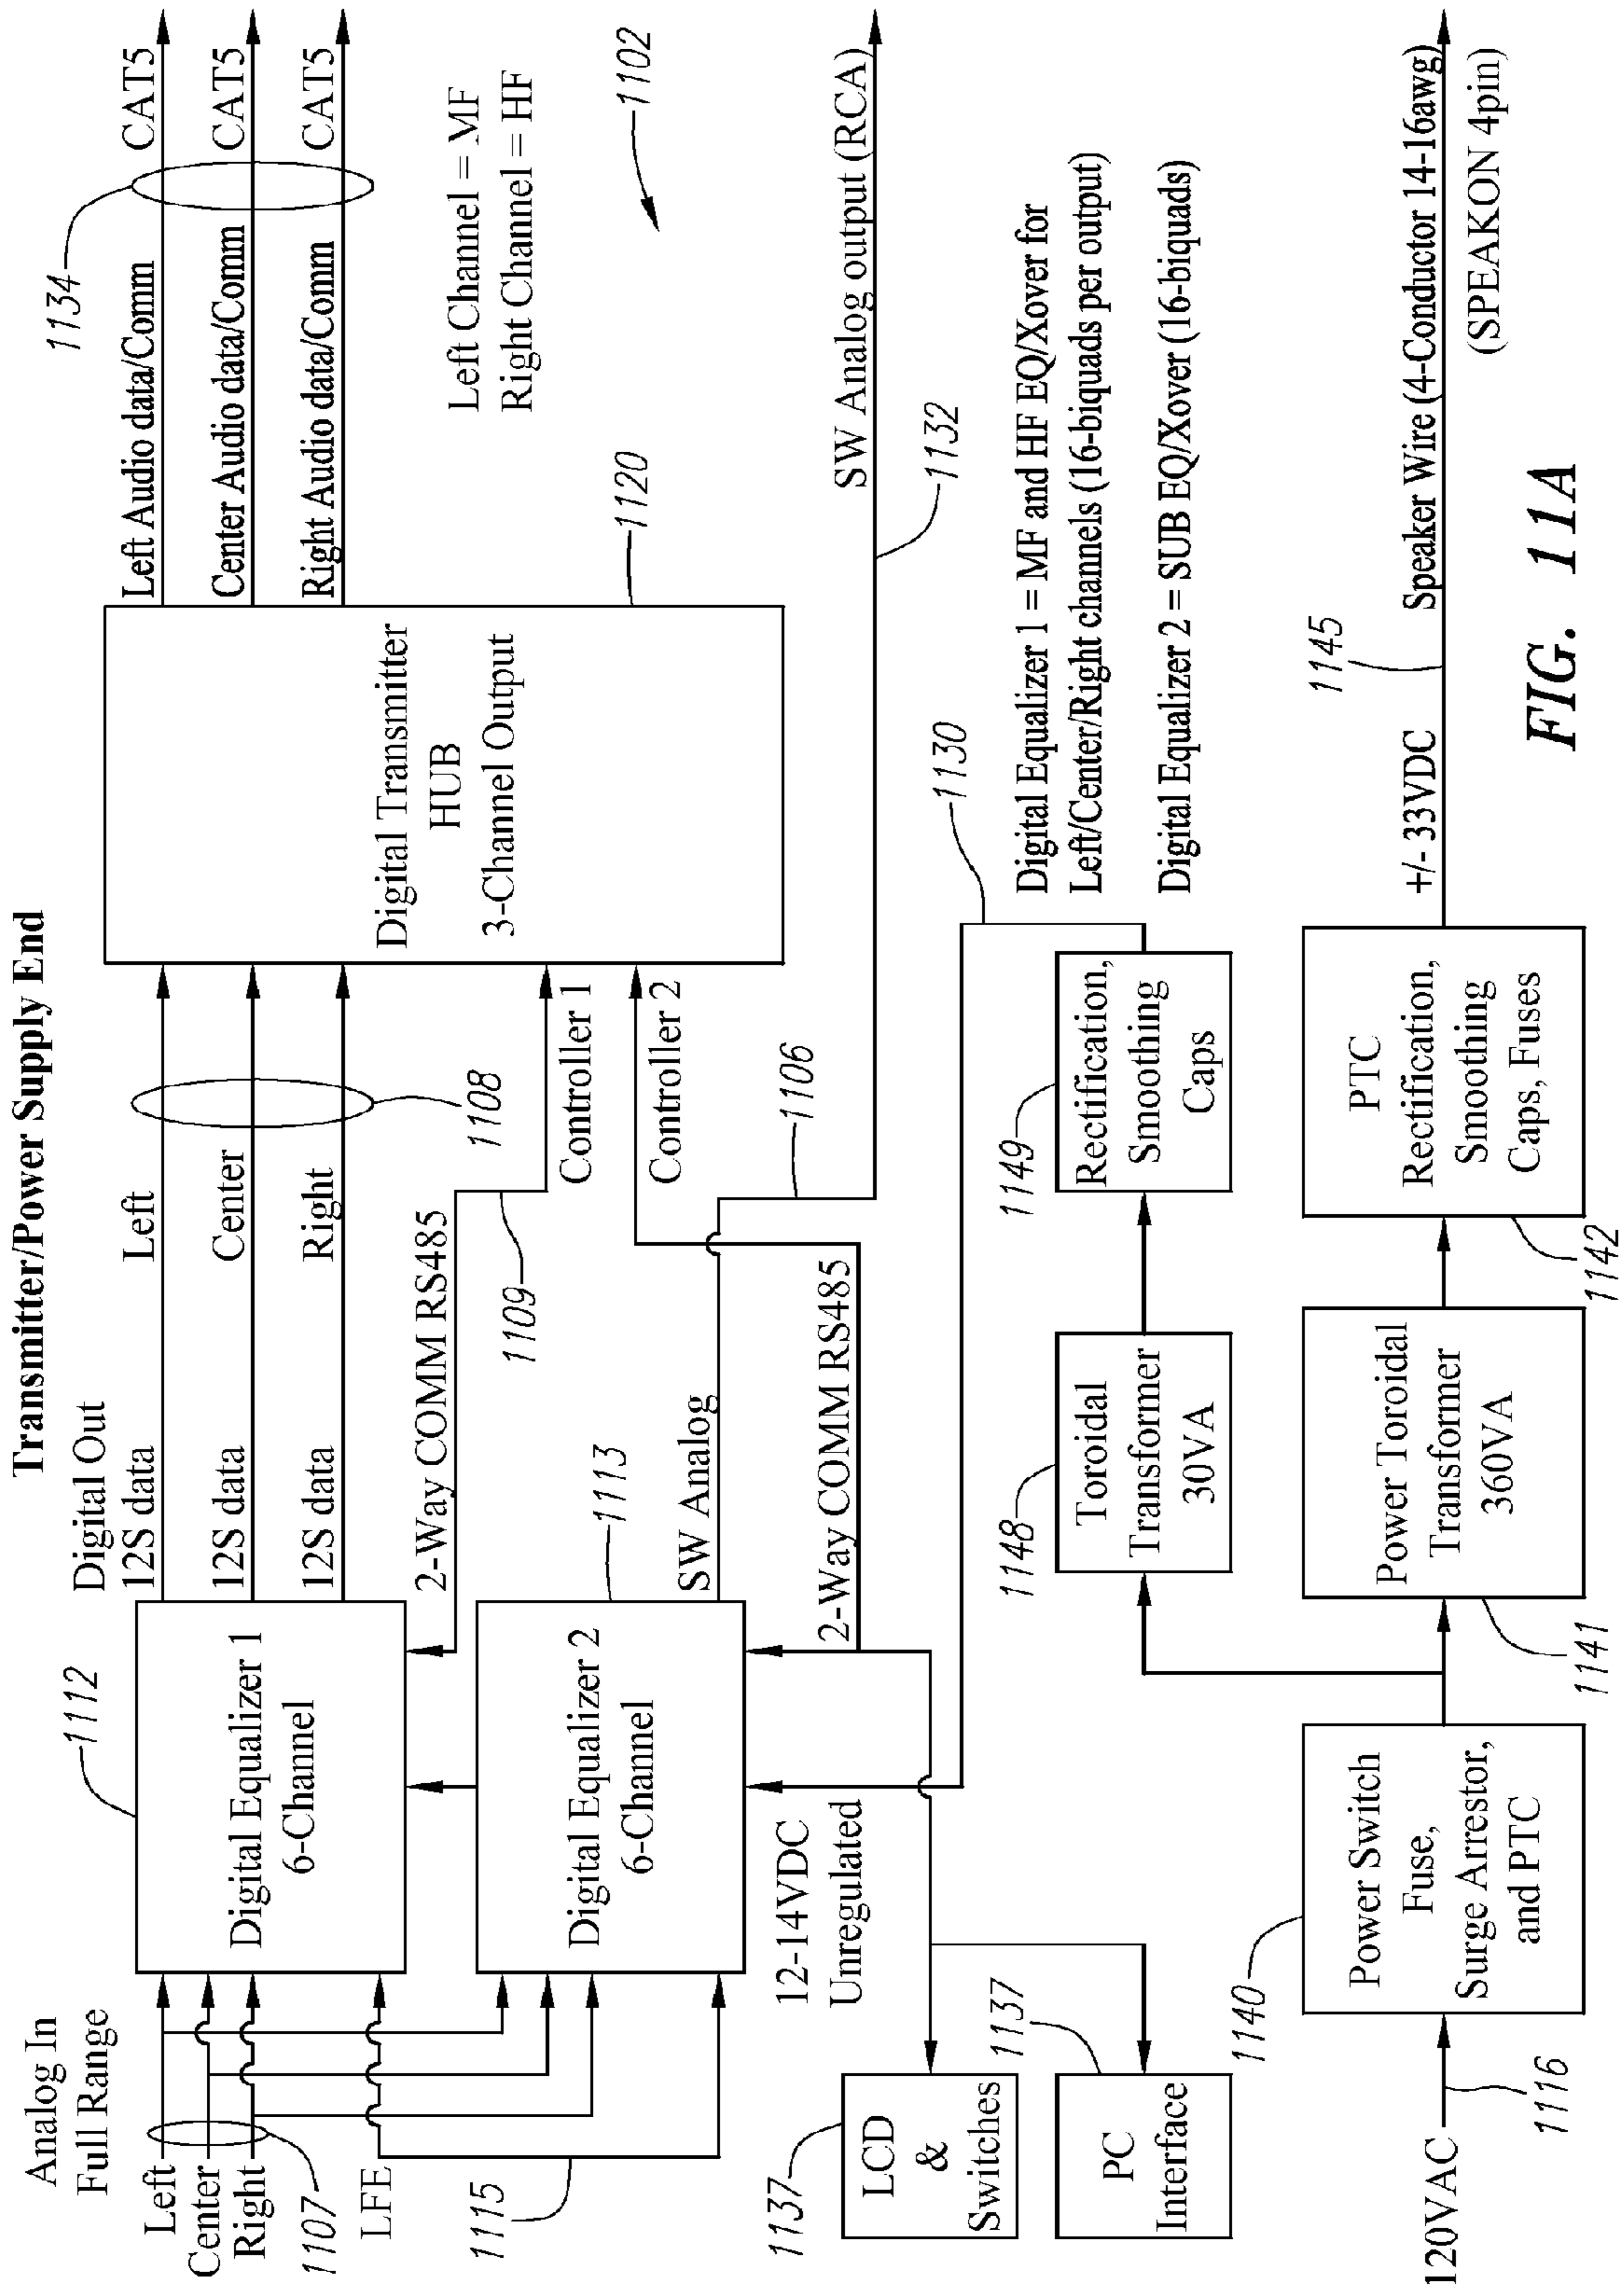 Transmitter/Power Supply End
Analog In
Full Range
Left
Center
Right
1107
LFE
1115
1112
Digital Equalizer 1
6-Channel
Digital Equalizer 2
6-Channel
1113
Digital Out
12S data
Left
12S data
Center
12S data
Right
1108
2-Way COMM RS485
1109
Controller 1
Controller 2
SW Analog
1106
2-Way COMM RS485
Digital Transmitter
HUB
3-Channel Output
1120
Left Audio data/Comm
CAT5
Center Audio data/Comm
CAT5
Right Audio data/Comm
CAT5
1134
Left Channel = MF
Right Channel = HF
1102
SW Analog output (RCA)
1132
12-14VDC
Unregulated
1130
1137
LCD
&
Switches
1137
PC
Interface
1148
Toroidal
Transformer
30VA
1149
Rectification,
Smoothing
Caps
Digital Equalizer 1 = MF and HF EQ/Xover for
Left/Center/Right channels (16-biquads per output)
Digital Equalizer 2 = SUB EQ/Xover (16-biquads)
120VAC
1116
1140
Power Switch
Fuse,
Surge Arrestor,
and PTC
Power Toroidal
Transformer
360VA
1141
PTC
Rectification,
Smoothing
Caps, Fuses
1142
+/- 33VDC
1145
Speaker Wire (4-Conductor 14-16awg)
(SPEAKON 4pin)
FIG. 11A